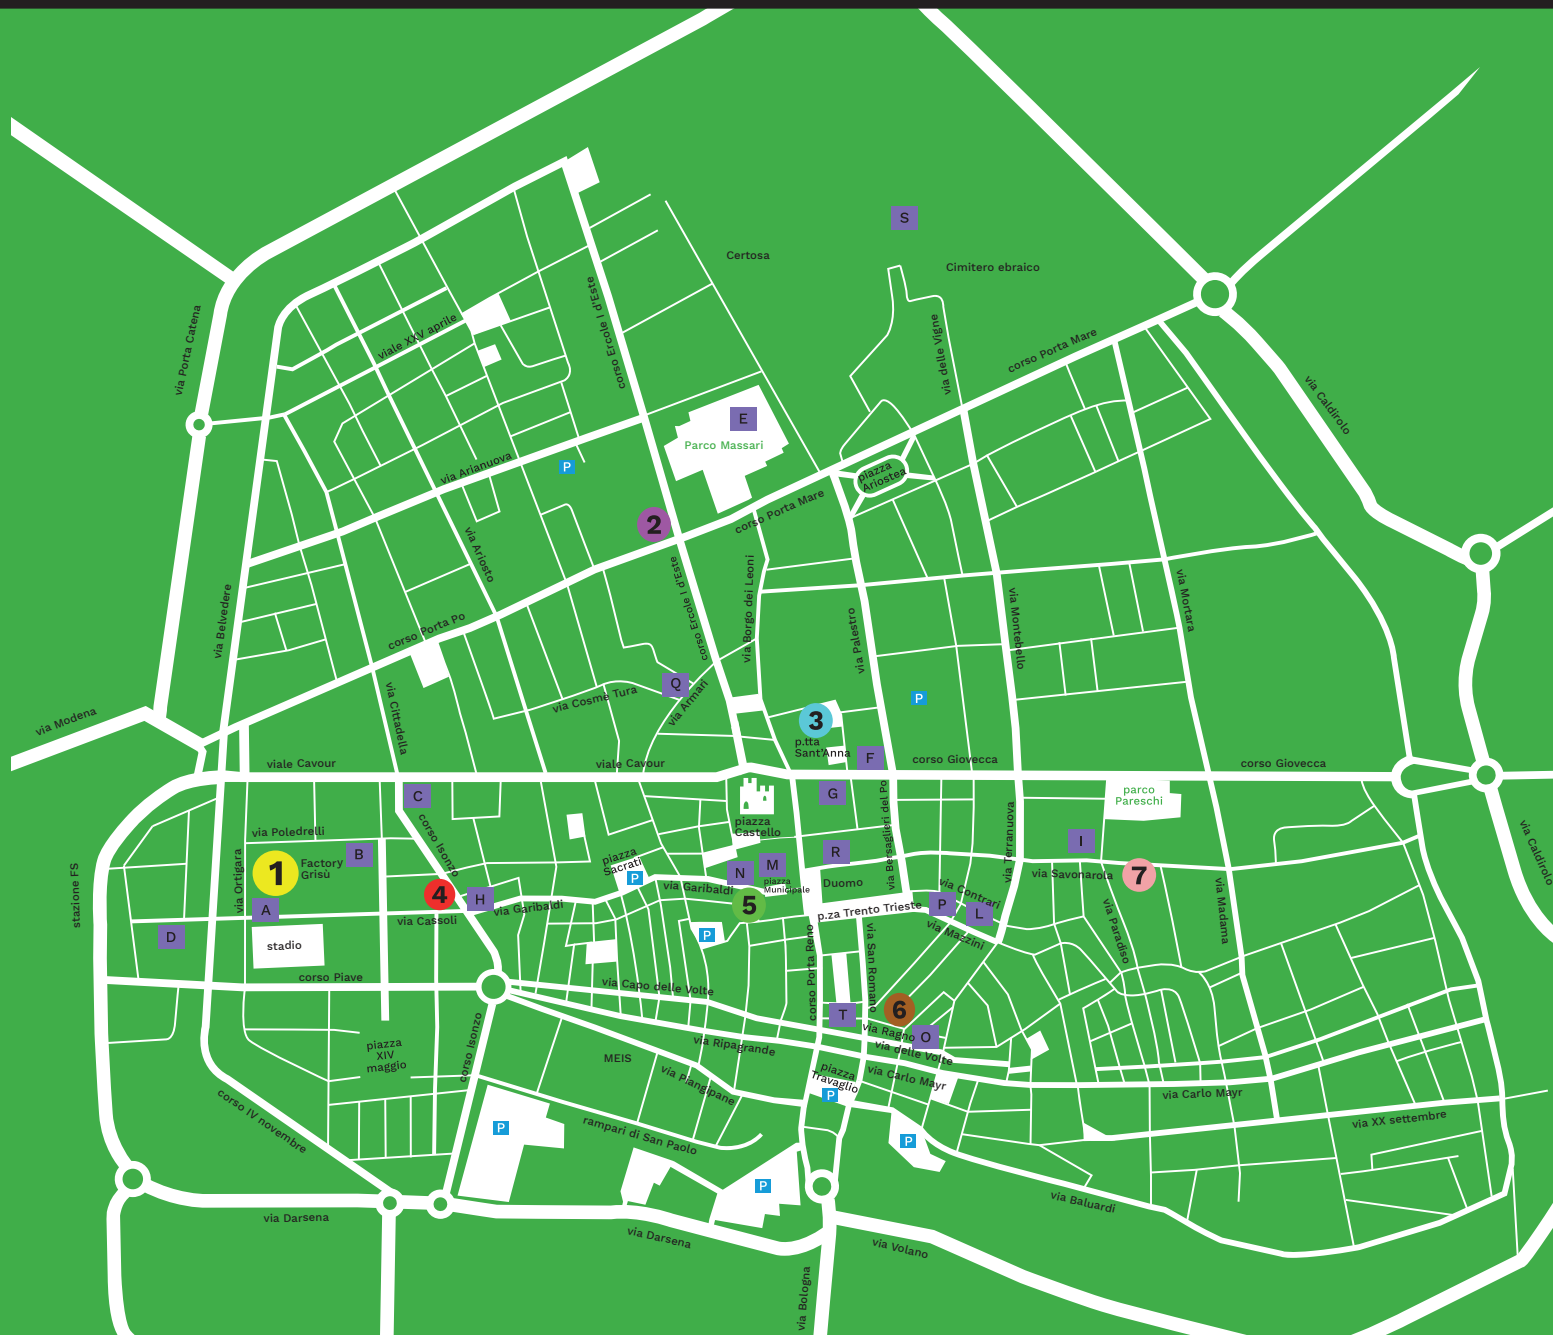 S
Certosa
Cimitero ebraico
via Porta Catena
corso Ercole I d'Este
viale XXV aprile
via delle Vigne
corso Porta Mare
via Caldirolo
E
Parco Massari
via Arianuova
P
piazza
Ariostea
corso Porta Mare
2
via Ariosto
via Belvedere
corso Ercole I d'Este
via Borgo dei Leoni
via Palestro
via Montebello
via Mortara
corso Porta Po
Q
via Cosmè Tura
via Armari
P
via Modena
via Cittadella
3
p.tta
Sant'Anna
F
viale Cavour
viale Cavour
corso Giovecca
corso Giovecca
C
G
parco
Pareschi
piazza
Castello
via Poledrelli
corso Isonzo
via Bersaglieri del Po
via Terranuova
via Caldirolo
B
R
I
1
Factory
Grisù
piazza
Sacrati
P
N
M
piazza
Municipale
Duomo
via Savonarola
7
stazione FS
via Ortigara
4
H
via Garibaldi
via Garibaldi
5
A
via Cassoli
p.za Trento Trieste
via Contrari
P
L
via Mazzini
via Madama
via Paradiso
D
stadio
P
corso Piave
via Capo delle Volte
corso Porta Reno
via San Romano
6
T
via Ragno
O
via delle Volte
piazza
XIV
maggio
corso Isonzo
MEIS
via Ripagrande
via Piangipane
piazza
Travaglio
P
via Carlo Mayr
via Carlo Mayr
corso IV novembre
P
rampari di San Paolo
P
via XX settembre
P
via Baluardi
via Darsena
via Darsena
via Volano
via Bologna